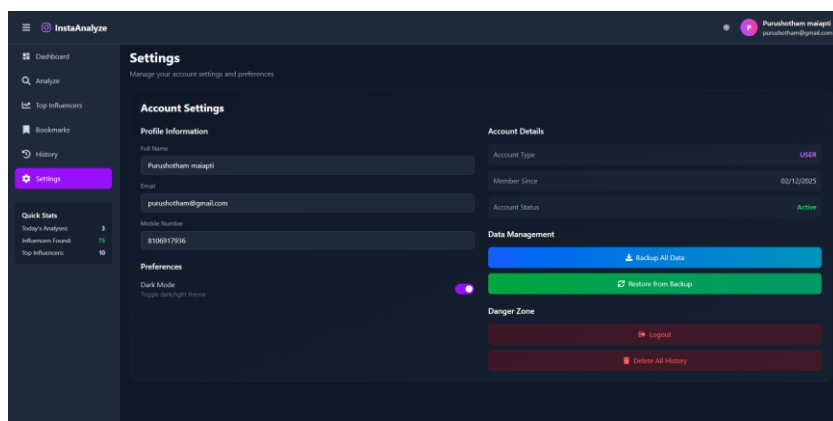 InstaAnalyze
P
Purushotham maiapti
purushotham@gmail.com
Dashboard
Analyze
Top Influencers
Bookmarks
History
Settings
Quick Stats
Today's Analyses: 3
Influencers Found: 75
Top Influencers: 10
Settings
Manage your account settings and preferences
Account Settings
Profile Information
Full Name
Purushotham maiapti
Email
purushotham@gmail.com
Mobile Number
8106917936
Preferences
Dark Mode
Toggle dark/light theme
Account Details
Account Type USER
Member Since 02/12/2025
Account Status Active
Data Management
Backup All Data
Restore from Backup
Danger Zone
Logout
Delete All History